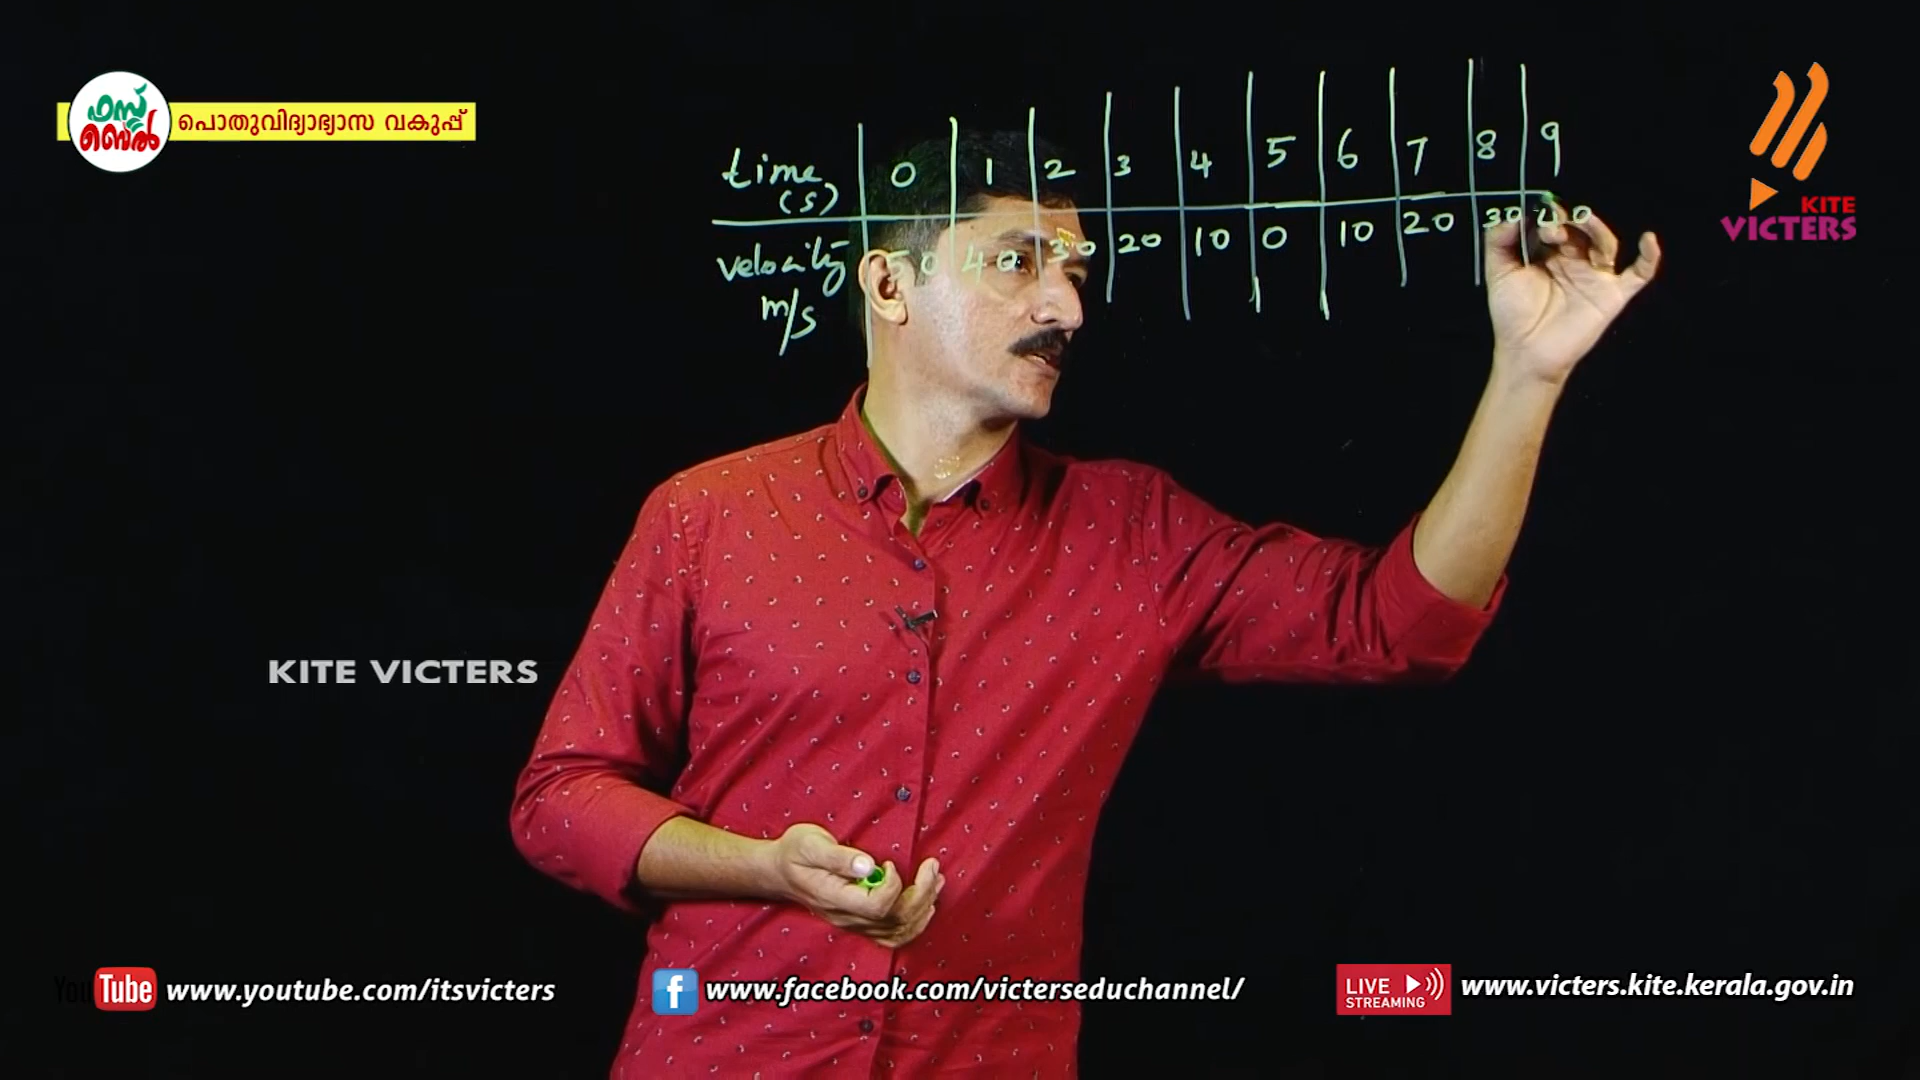 ഫസ്റ്റ്
ബെൽ
പൊതുവിദ്യാഭ്യാസ വകുപ്പ്
time 0 1 2 3 4 5 6 7 8 9
(s)
velocity 50 40 30 20 10 0 10 20 30 40
m/s
KITE
VICTERS
KITE VICTERS
YouTube www.youtube.com/itsvicters
f www.facebook.com/victerseduchannel/
LIVE
STREAMING
www.victers.kite.kerala.gov.in